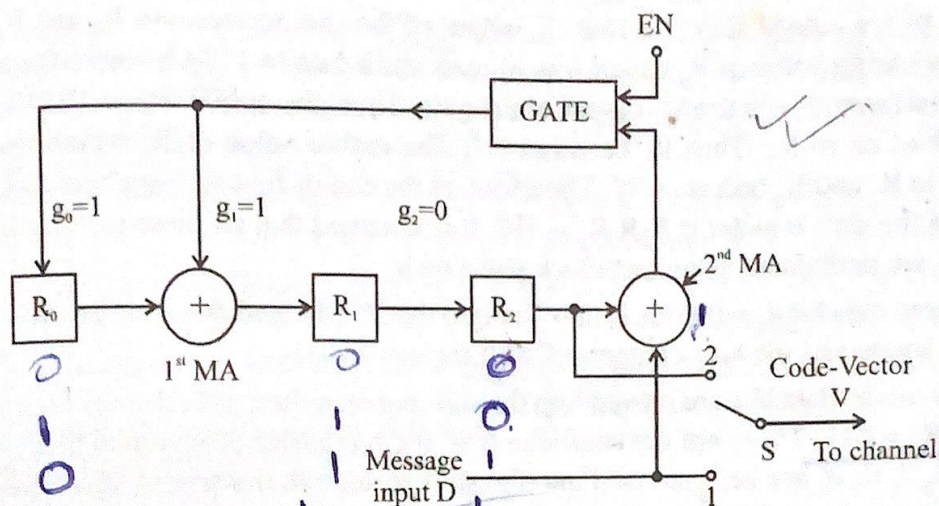 EN
GATE
g₀=1
g₁=1
g₂=0
R₀
+
R₁
R₂
+
2ⁿᵈ MA
1ˢᵗ MA
1
0
0
0
2
Code-Vector
V
1
1
0
S
To channel
0
Message
input D
1
1
1